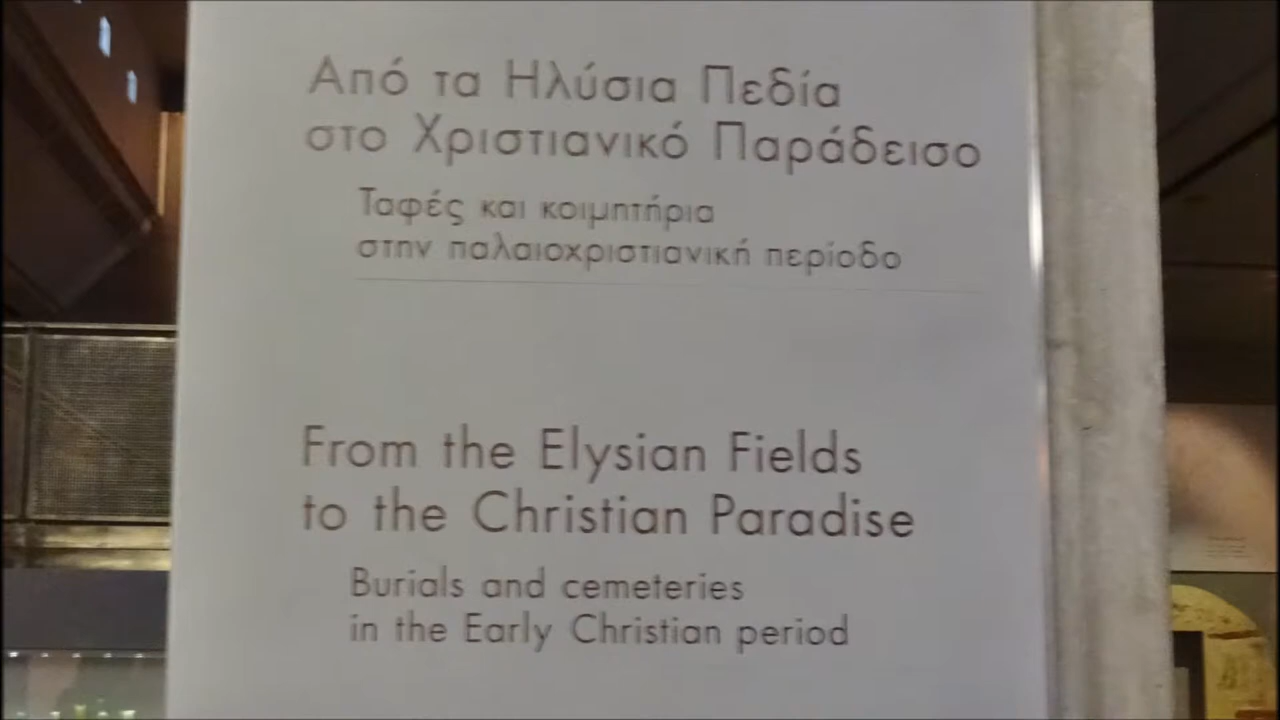 Από τα Ηλύσια Πεδία
στο Χριστιανικό Παράδεισο
Ταφές και κοιμητήρια
στην παλαιοχριστιανική περίοδο
From the Elysian Fields
to the Christian Paradise
Burials and cemeteries
in the Early Christian period